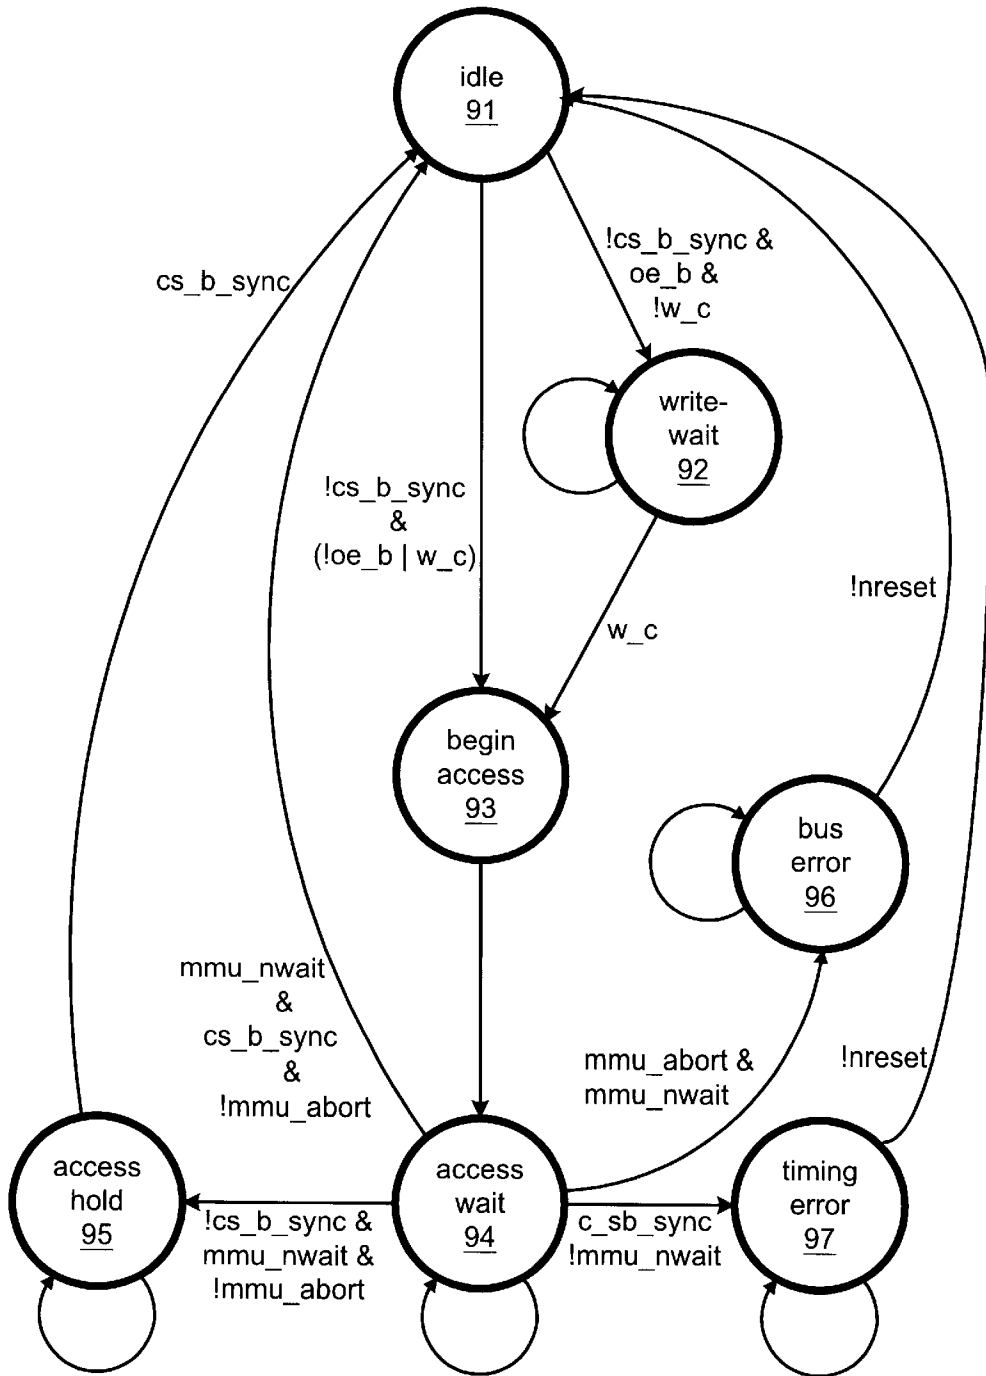 idle
91
!cs_b_sync &
oe_b &
!w_c
cs_b_sync
write-
wait
92
!cs_b_sync
&
(!oe_b | w_c)
!nreset
w_c
begin
access
93
bus
error
96
mmu_nwait
&
cs_b_sync
&
!mmu_abort
mmu_abort &
mmu_nwait
!nreset
access
hold
95
access
wait
94
timing
error
97
!cs_b_sync &
mmu_nwait &
!mmu_abort
c_sb_sync
!mmu_nwait